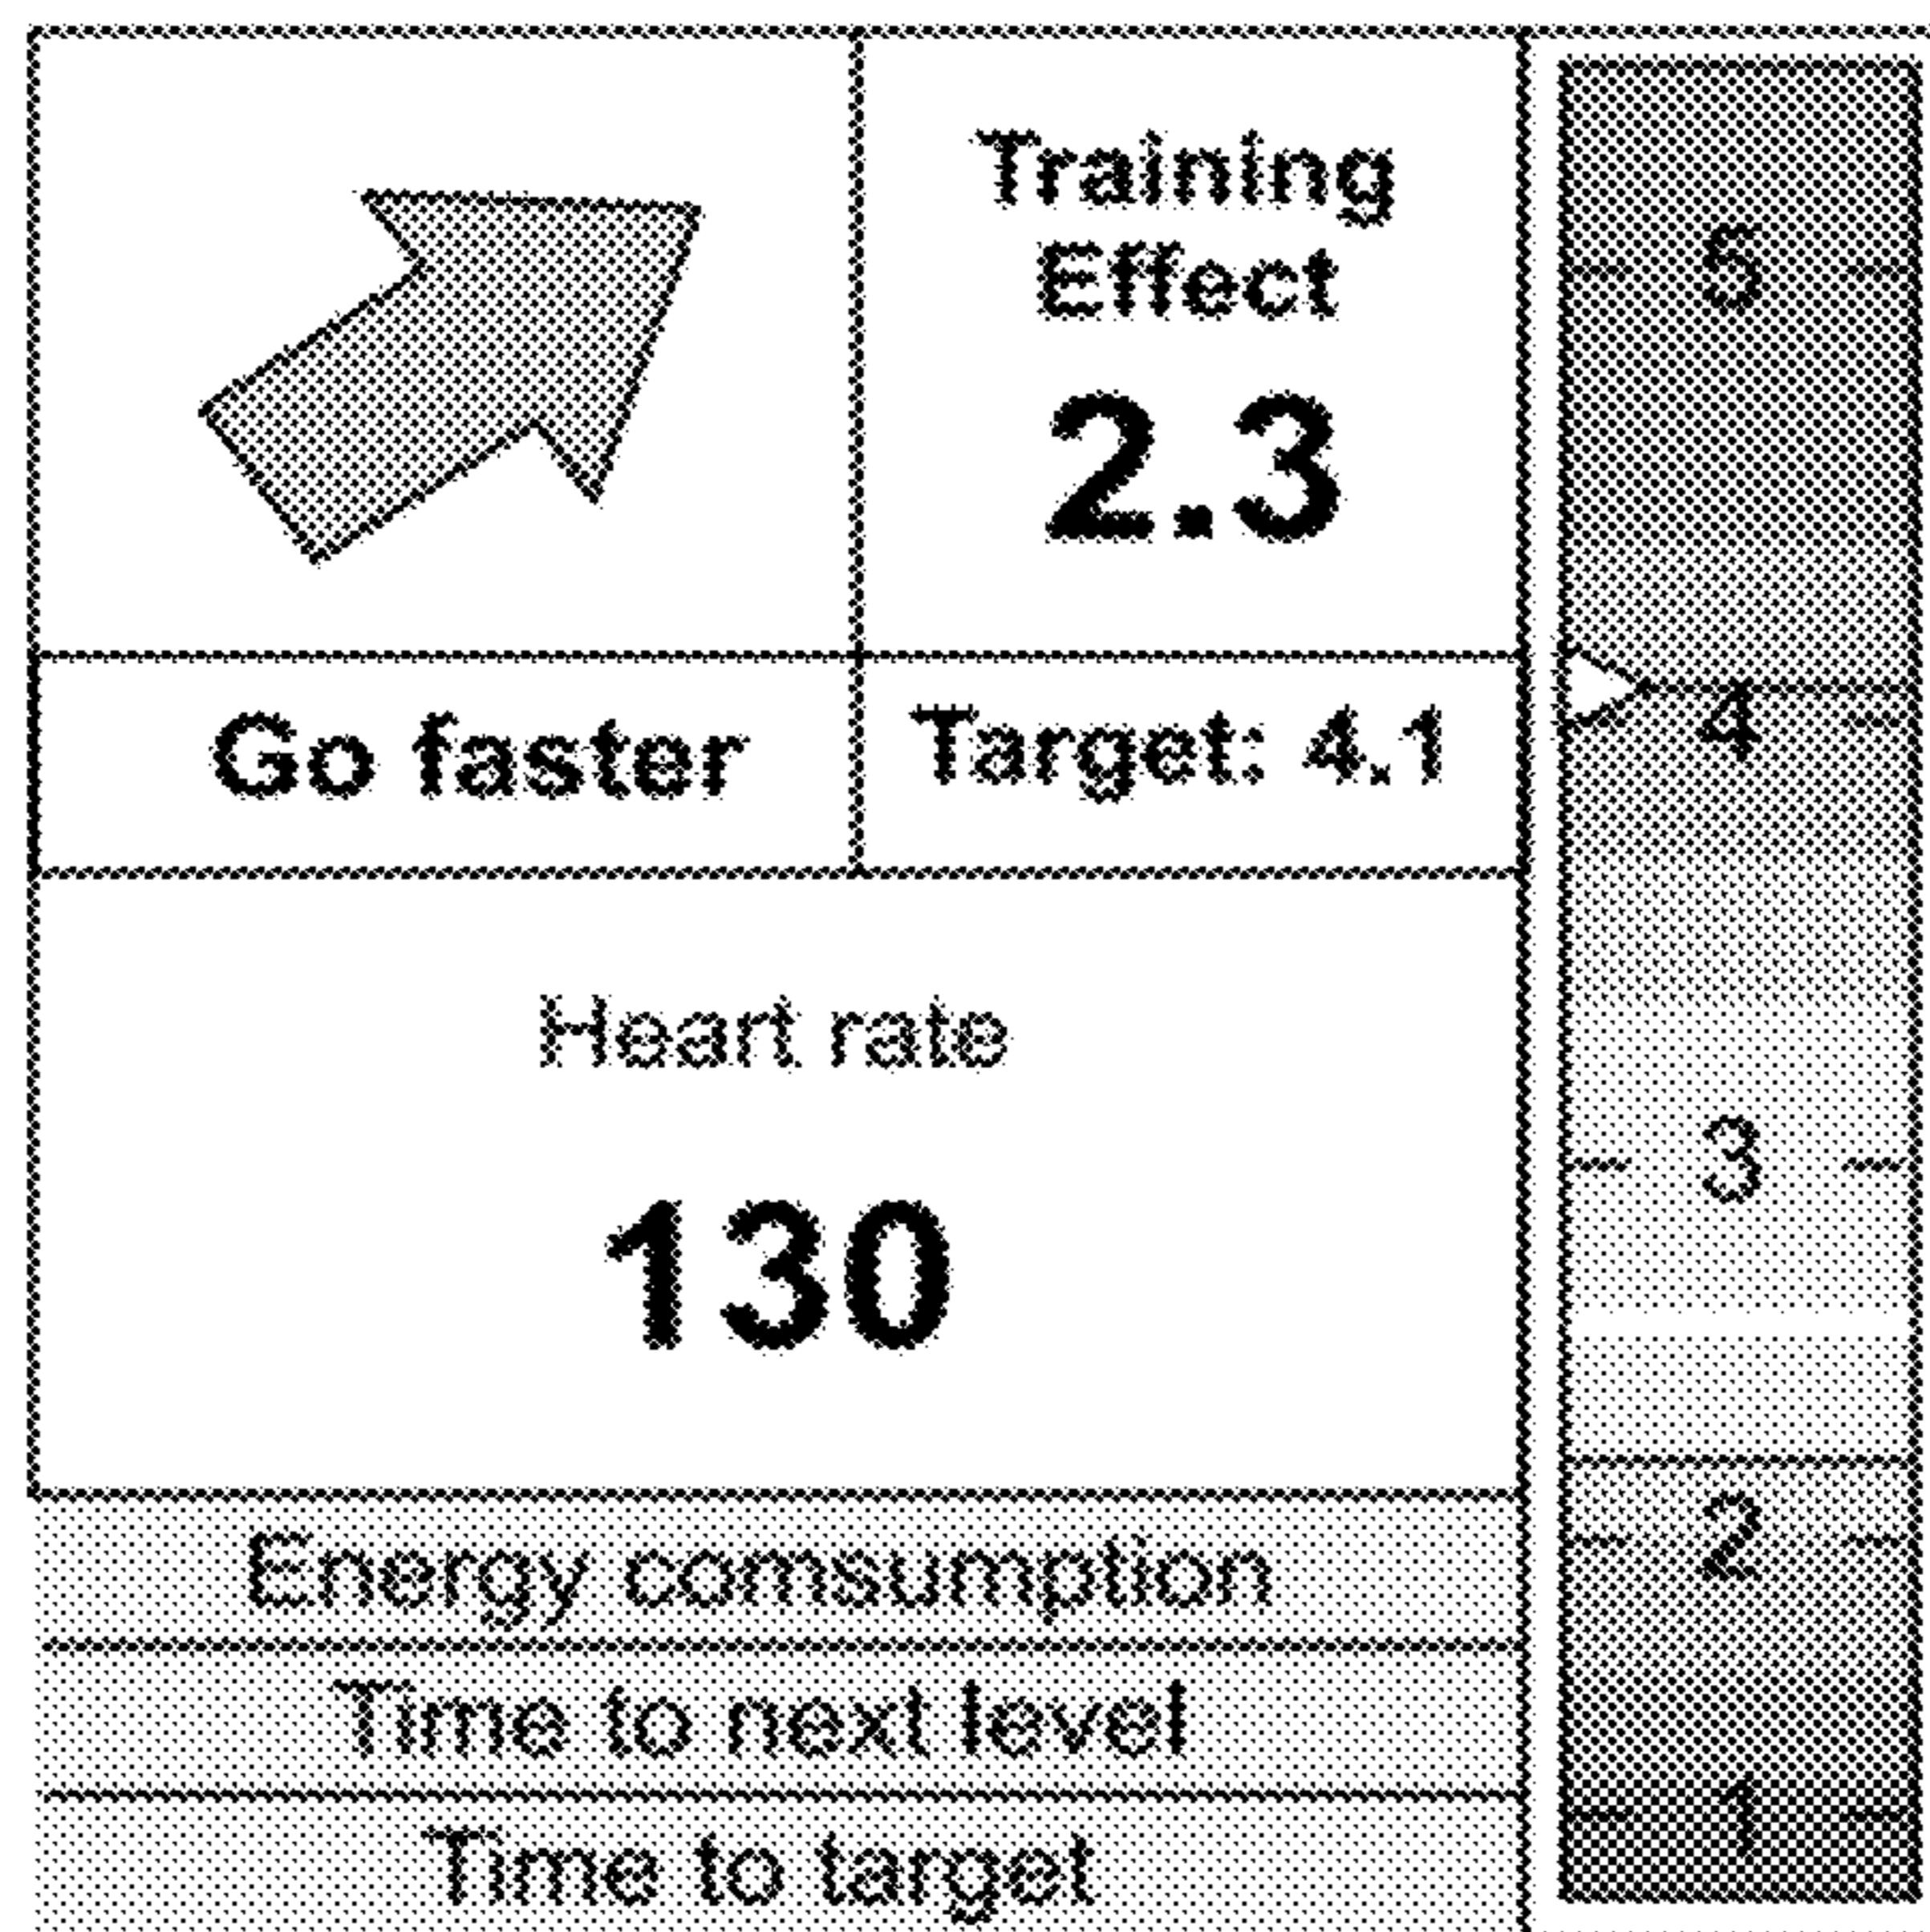 Training
Effect
2.3
Go faster
Target: 4.1
Heart rate
130
Energy comsumption
Time to next level
Time to target
5
4
3
2
1